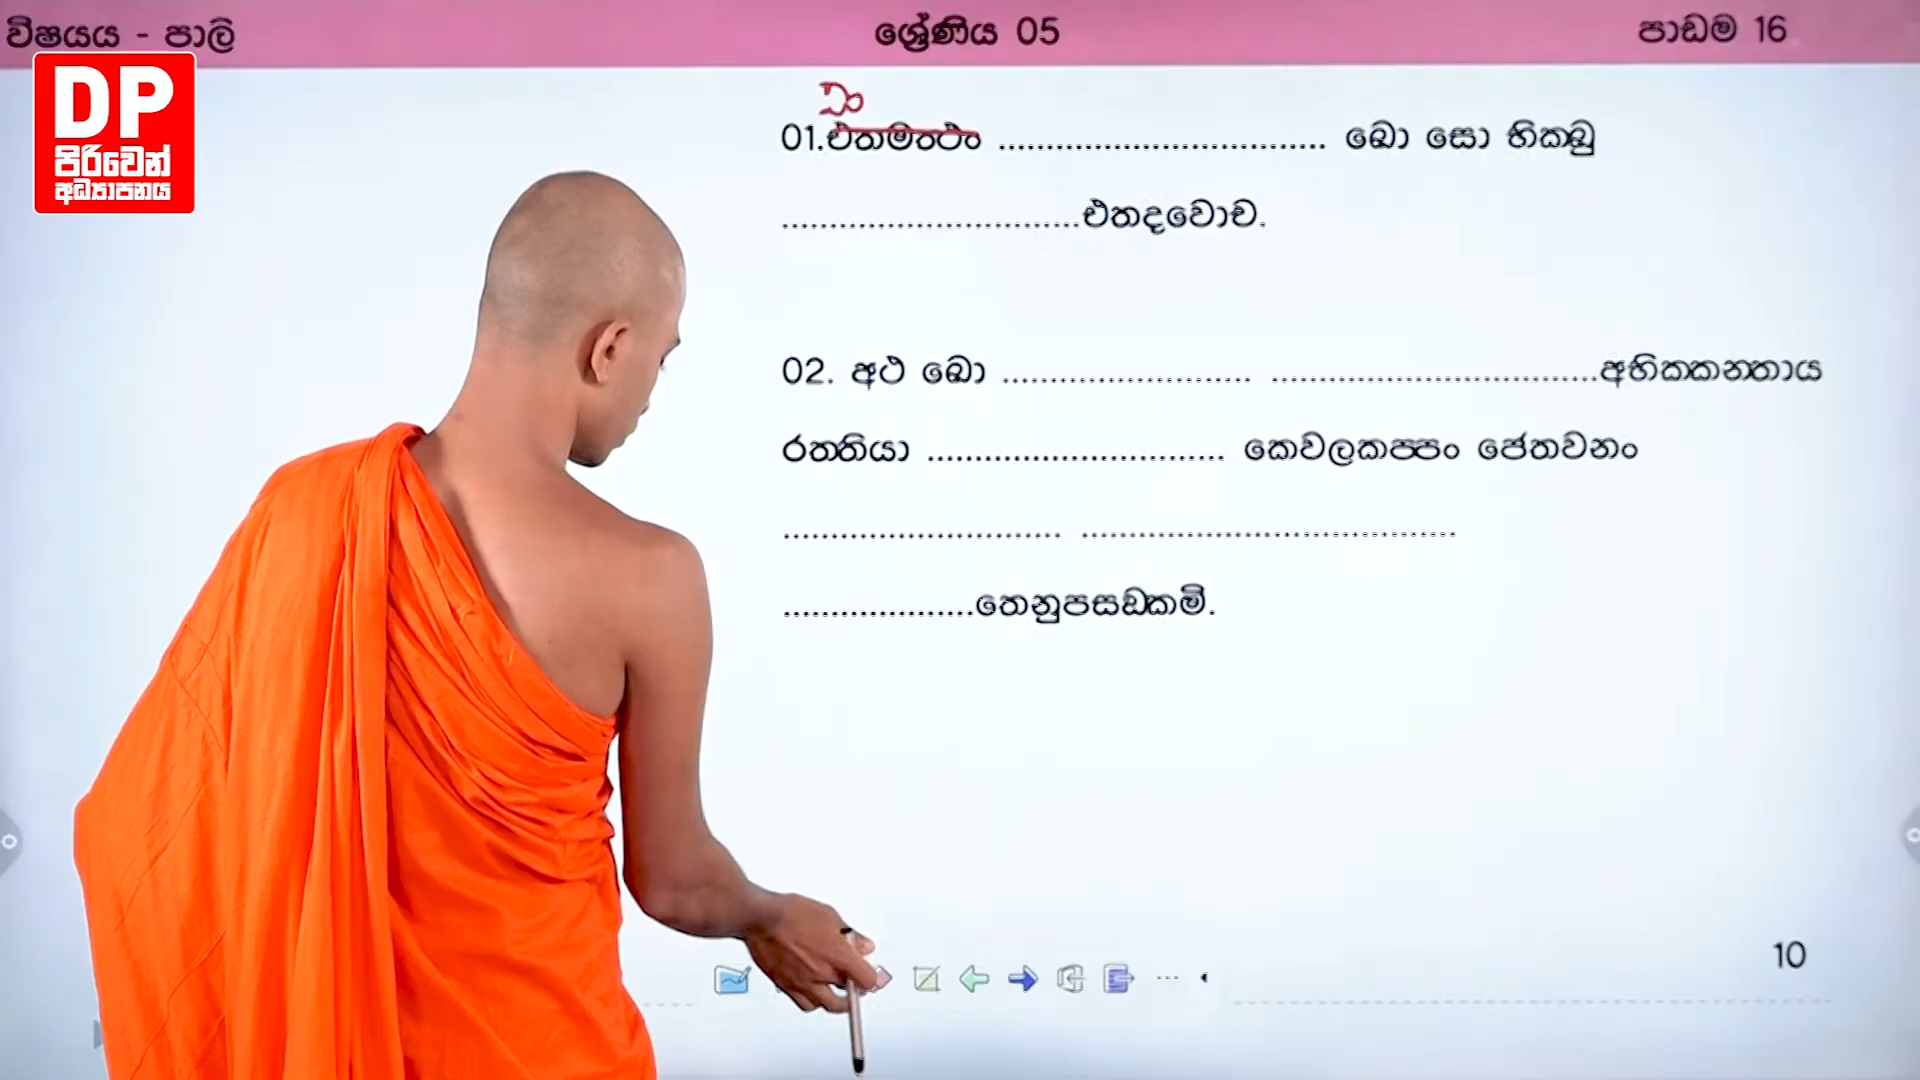 විෂයය - පාලි
ශ්‍රේණිය 05
පාඩම 16
DP
පිරිවෙන්
අධ්‍යාපනය
01.එතමත්ථං ................................. ඛො සො භික්ඛු
..............................එතදවොච.
02. අථ ඛො ......................... .................................අභික්කන්තාය
රත්තියා .............................. කෙවලකප්පං ජෙතවනං
............................ ......................................
...................තෙනුපසඞ්කමි.
10